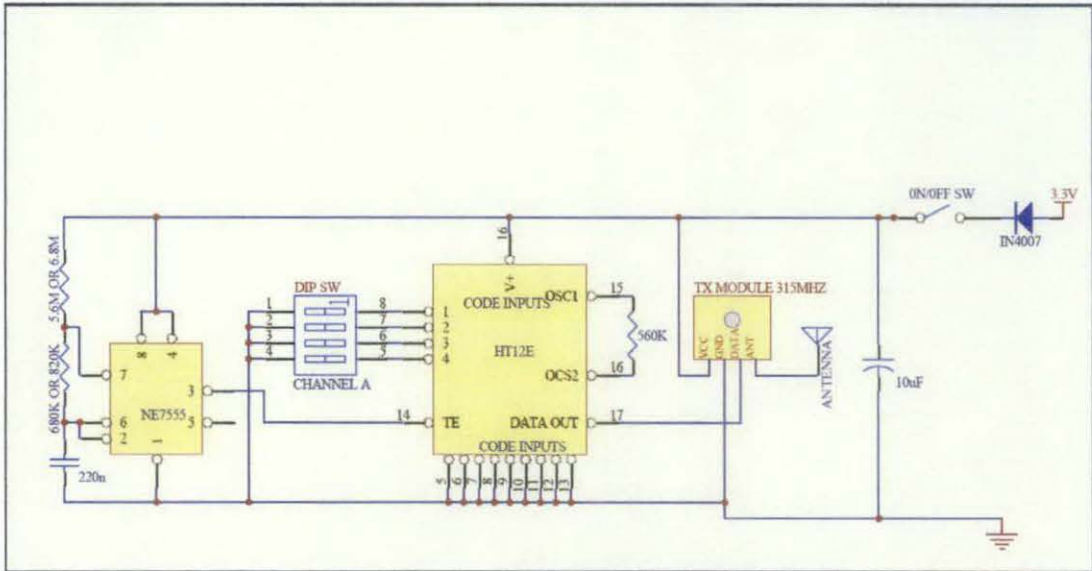 0N/0FF SW
3.3V
IN4007
5.6M OR 6.8M
680K OR 820K
220n
8
4
7
3
6
2
5
1
NE7555
DIP SW
1
2
3
4
8
7
6
5
CHANNEL A
16
V+
CODE INPUTS
1
2
3
4
HT12E
OSC1
15
OCS2
16
560K
14
TE
DATA OUT
17
CODE INPUTS
5
6
7
8
9
10
11
12
13
TX MODULE 315MHZ
VCC
GND
DATA
ANT
ANTENNA
10uF